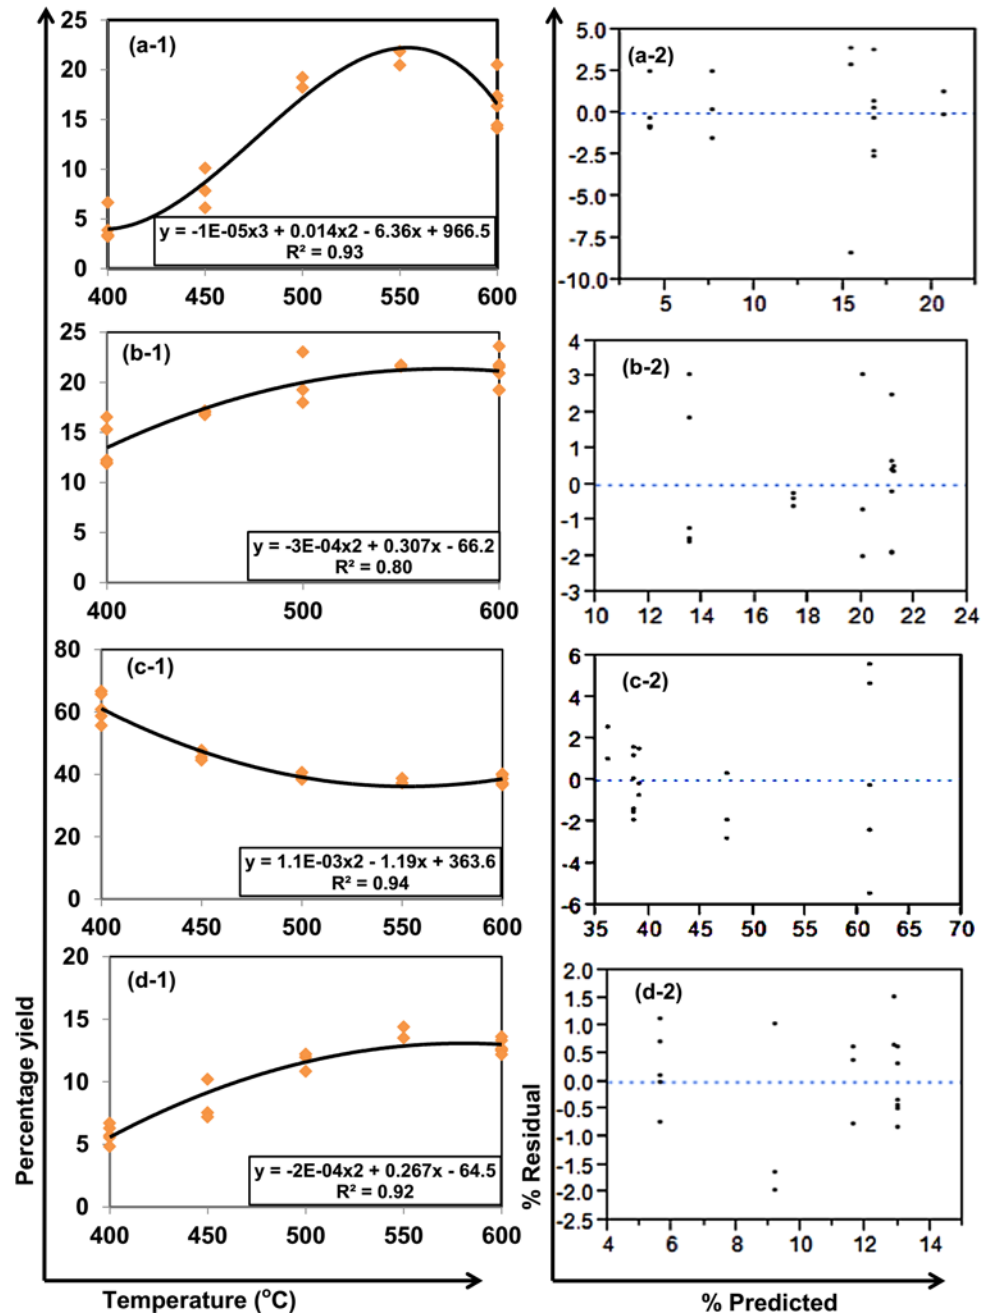 (a-1)
25
20
15
10
5
0
y = -1E-05x3 + 0.014x2 - 6.36x + 966.5
R² = 0.93
400 450 500 550 600
(a-2)
5.0
2.5
0.0
-2.5
-5.0
-7.5
-10.0
5 10 15 20
(b-1)
25
20
15
10
5
0
y = -3E-04x2 + 0.307x - 66.2
R² = 0.80
400 500 600
(b-2)
4
3
2
1
0
-1
-2
-3
10 12 14 16 18 20 22 24
(c-1)
80
60
40
20
0
y = 1.1E-03x2 - 1.19x + 363.6
R² = 0.94
400 450 500 550 600
(c-2)
6
4
2
0
-2
-4
-6
35 40 45 50 55 60 65 70
(d-1)
20
15
10
5
0
y = -2E-04x2 + 0.267x - 64.5
R² = 0.92
400 450 500 550 600
(d-2)
2.0
1.5
1.0
0.5
0.0
-0.5
-1.0
-1.5
-2.0
-2.5
4 6 8 10 12 14
Percentage yield
Temperature (°C)
% Residual
% Predicted